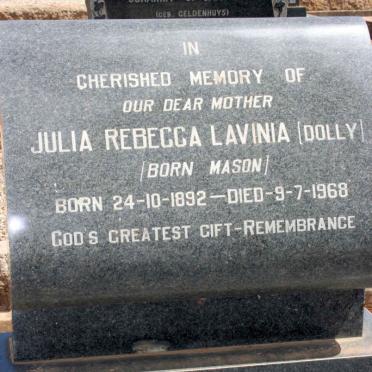 (GEB. GELDENHUYS)
IN
CHERISHED MEMORY OF
OUR DEAR MOTHER
JULIA REBECCA LAVINIA (DOLLY)
(BORN MASON)
BORN 24-10-1892—DIED-9-7-1968
GOD'S GREATEST GIFT-REMEMBRANCE